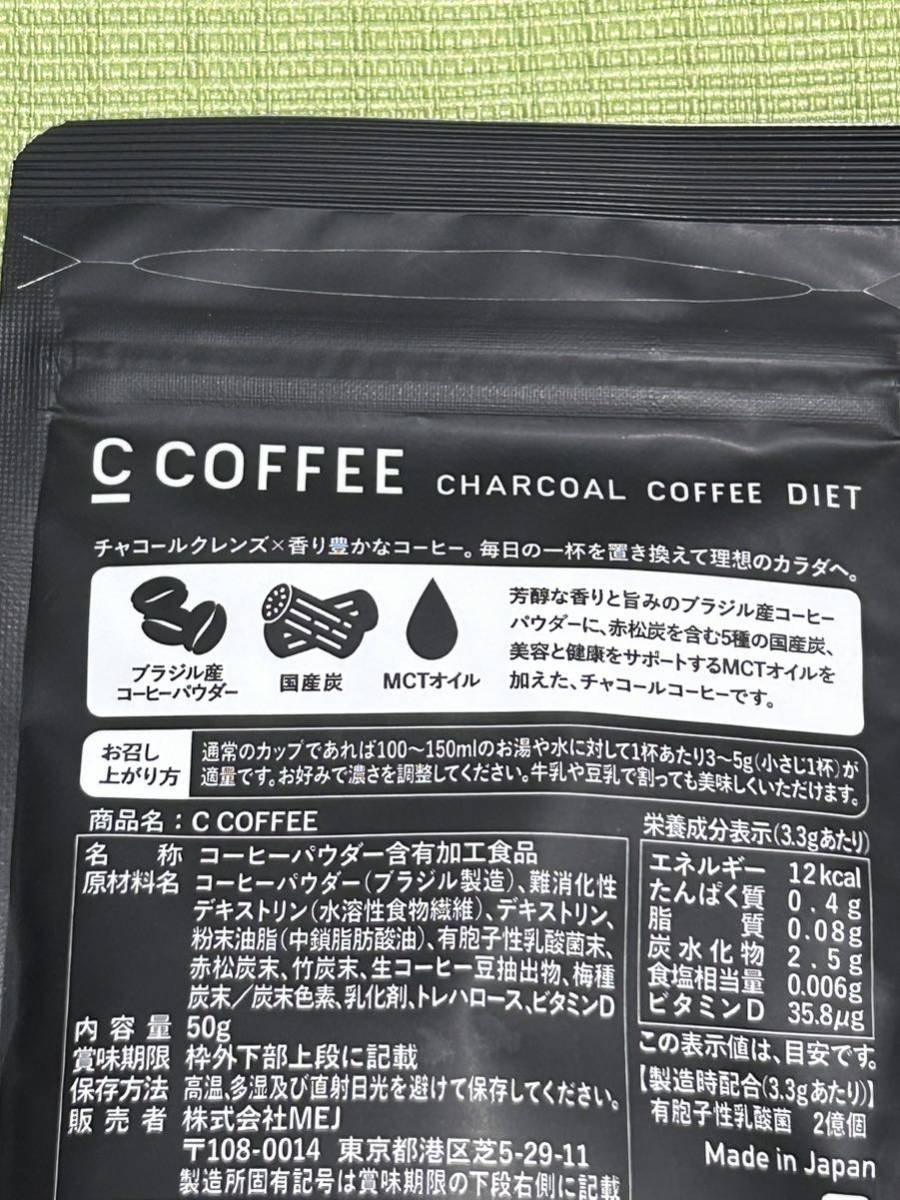 C COFFEE CHARCOAL COFFEE DIET
チャコールクレンズ×香り豊かなコーヒー。毎日の一杯を置き換えて理想のカラダへ。
ブラジル産
コーヒーパウダー
国産炭
MCTオイル
芳醇な香りと旨みのブラジル産コーヒー
パウダーに、赤松炭を含む5種の国産炭、
美容と健康をサポートするMCTオイルを
加えた、チャコールコーヒーです。
お召し
上がり方
通常のカップであれば100〜150mlのお湯や水に対して1杯あたり3〜5g(小さじ1杯)が
適量です。お好みで濃さを調整してください。牛乳や豆乳で割っても美味しくいただけます。
商品名：C COFFEE
名称 コーヒーパウダー含有加工食品
原材料名 コーヒーパウダー(ブラジル製造)、難消化性
デキストリン(水溶性食物繊維)、デキストリン、
粉末油脂(中鎖脂肪酸油)、有胞子性乳酸菌末、
赤松炭末、竹炭末、生コーヒー豆抽出物、梅種
炭末／炭末色素、乳化剤、トレハロース、ビタミンD
内容量 50g
賞味期限 枠外下部上段に記載
保存方法 高温、多湿及び直射日光を避けて保存してください。
販売者 株式会社MEJ
〒108-0014 東京都港区芝5-29-11
製造所固有記号は賞味期限の下段右側に記載
栄養成分表示(3.3gあたり)
エネルギー 12kcal
たんぱく質 0.4g
脂質 0.08g
炭水化物 2.5g
食塩相当量 0.006g
ビタミンD 35.8μg
この表示値は、目安です。
【製造時配合(3.3gあたり)】
有胞子性乳酸菌 2億個
Made in Japan